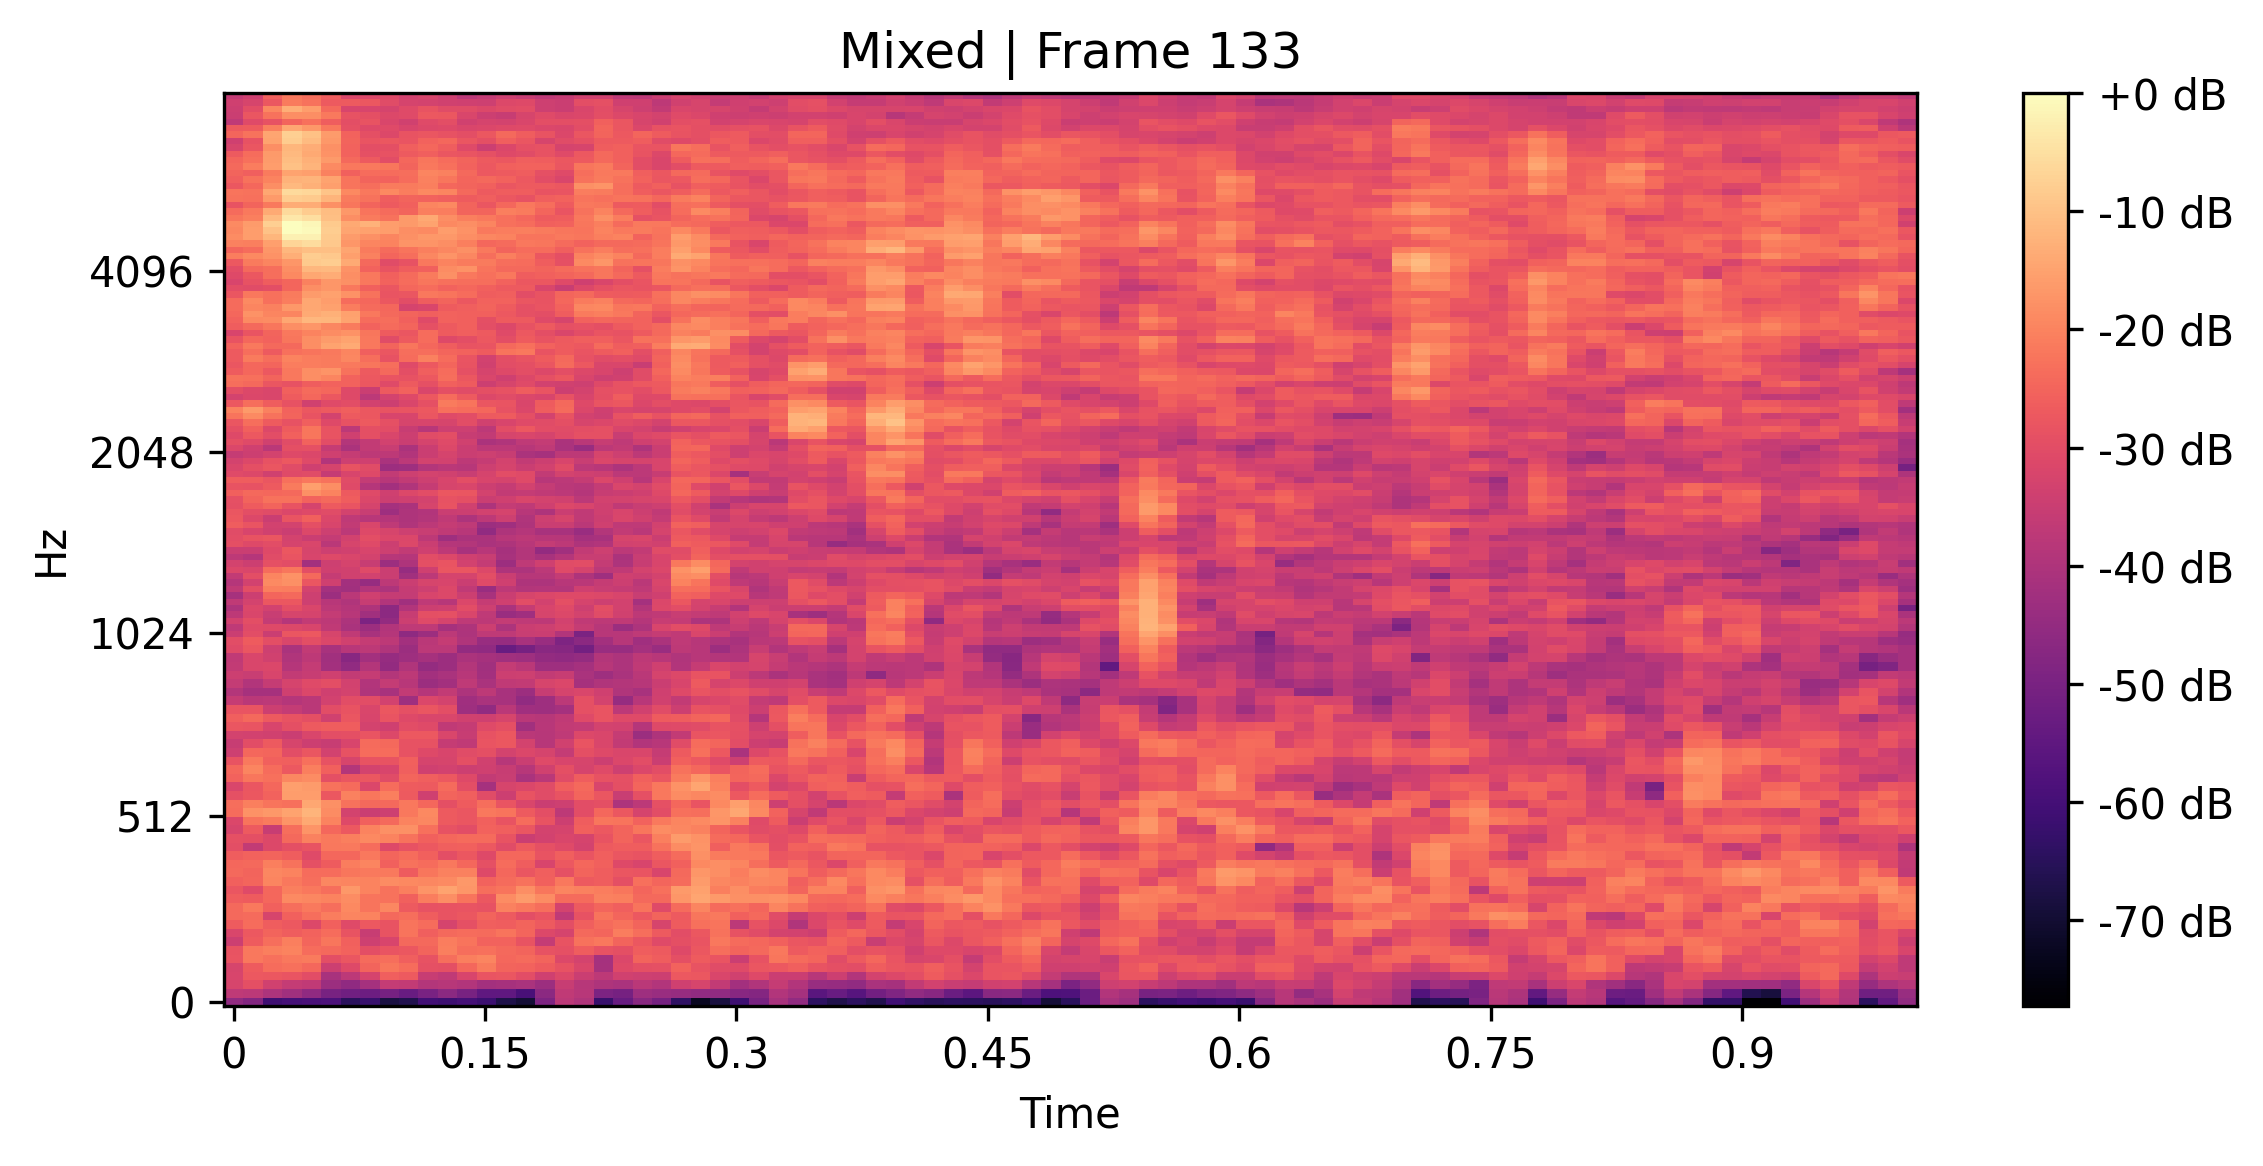 Mixed | Frame 133
Hz
4096
2048
1024
512
0
0 0.15 0.3 0.45 0.6 0.75 0.9
Time
+0 dB
-10 dB
-20 dB
-30 dB
-40 dB
-50 dB
-60 dB
-70 dB